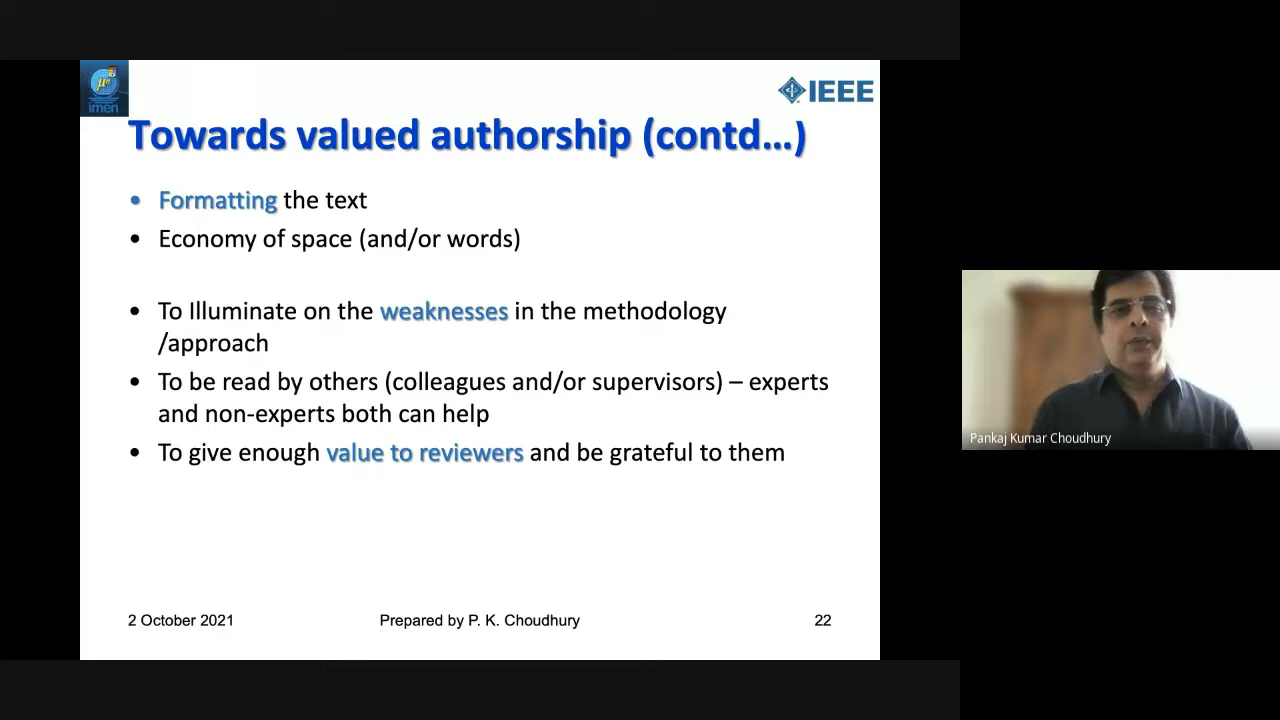 imen
IEEE
Towards valued authorship (contd…)
• Formatting the text
• Economy of space (and/or words)
• To Illuminate on the weaknesses in the methodology
/approach
• To be read by others (colleagues and/or supervisors) – experts
and non-experts both can help
• To give enough value to reviewers and be grateful to them
Pankaj Kumar Choudhury
2 October 2021
Prepared by P. K. Choudhury
22